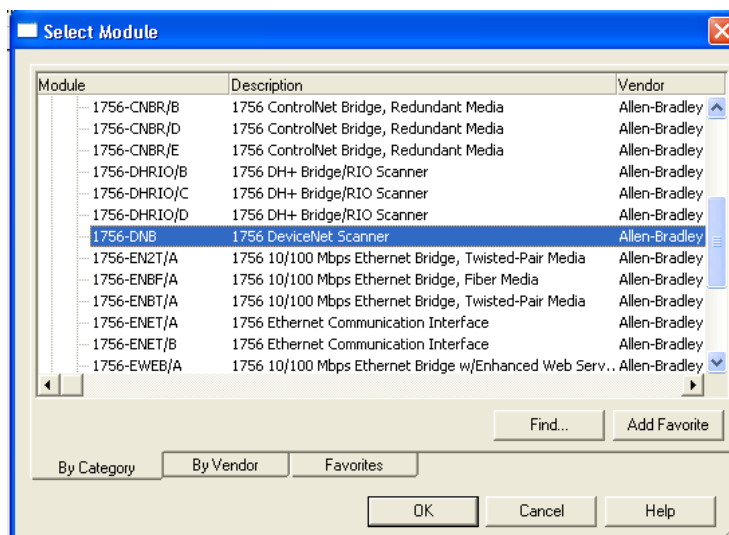 Select Module
Module Description Vendor
1756-CNBR/B 1756 ControlNet Bridge, Redundant Media Allen-Bradley
1756-CNBR/D 1756 ControlNet Bridge, Redundant Media Allen-Bradley
1756-CNBR/E 1756 ControlNet Bridge, Redundant Media Allen-Bradley
1756-DHRIO/B 1756 DH+ Bridge/RIO Scanner Allen-Bradley
1756-DHRIO/C 1756 DH+ Bridge/RIO Scanner Allen-Bradley
1756-DHRIO/D 1756 DH+ Bridge/RIO Scanner Allen-Bradley
1756-DNB 1756 DeviceNet Scanner Allen-Bradley
1756-EN2T/A 1756 10/100 Mbps Ethernet Bridge, Twisted-Pair Media Allen-Bradley
1756-ENBF/A 1756 10/100 Mbps Ethernet Bridge, Fiber Media Allen-Bradley
1756-ENBT/A 1756 10/100 Mbps Ethernet Bridge, Twisted-Pair Media Allen-Bradley
1756-ENET/A 1756 Ethernet Communication Interface Allen-Bradley
1756-ENET/B 1756 Ethernet Communication Interface Allen-Bradley
1756-EWEB/A 1756 10/100 Mbps Ethernet Bridge w/Enhanced Web Serv... Allen-Bradley
Find... Add Favorite
By Category By Vendor Favorites
OK Cancel Help